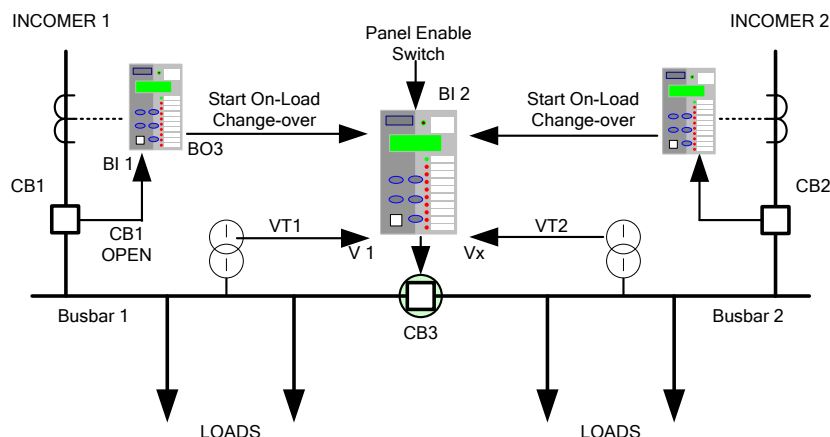 INCOMER 1
INCOMER 2
Panel Enable
Switch
BI 2
Start On-Load
Change-over
Start On-Load
Change-over
BI 1
BO3
CB1
CB2
CB1
OPEN
VT1
V 1
Vx
VT2
Busbar 1
CB3
Busbar 2
LOADS
LOADS